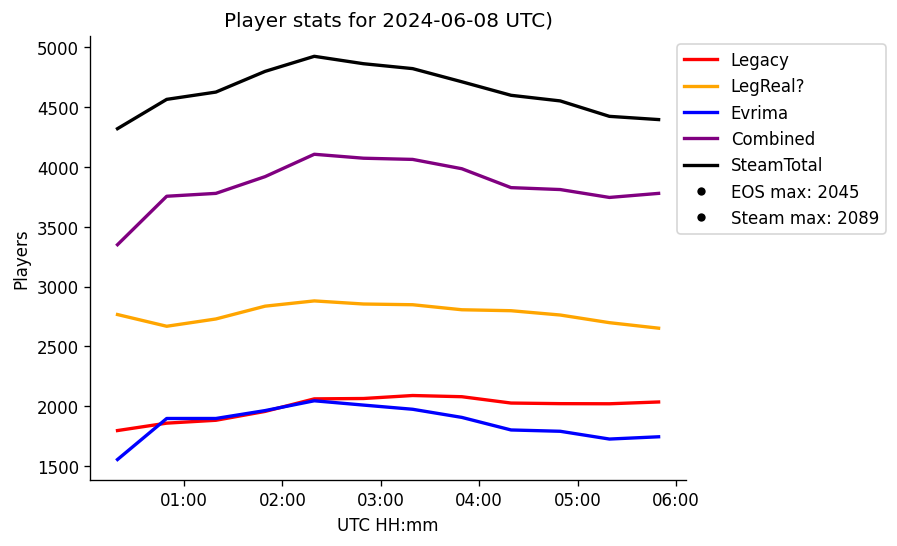 Player stats for 2024-06-08 UTC)
5000
4500
4000
3500
3000
2500
2000
1500
Players
01:00 02:00 03:00 04:00 05:00 06:00
UTC HH:mm
Legacy
LegReal?
Evrima
Combined
SteamTotal
EOS max: 2045
Steam max: 2089